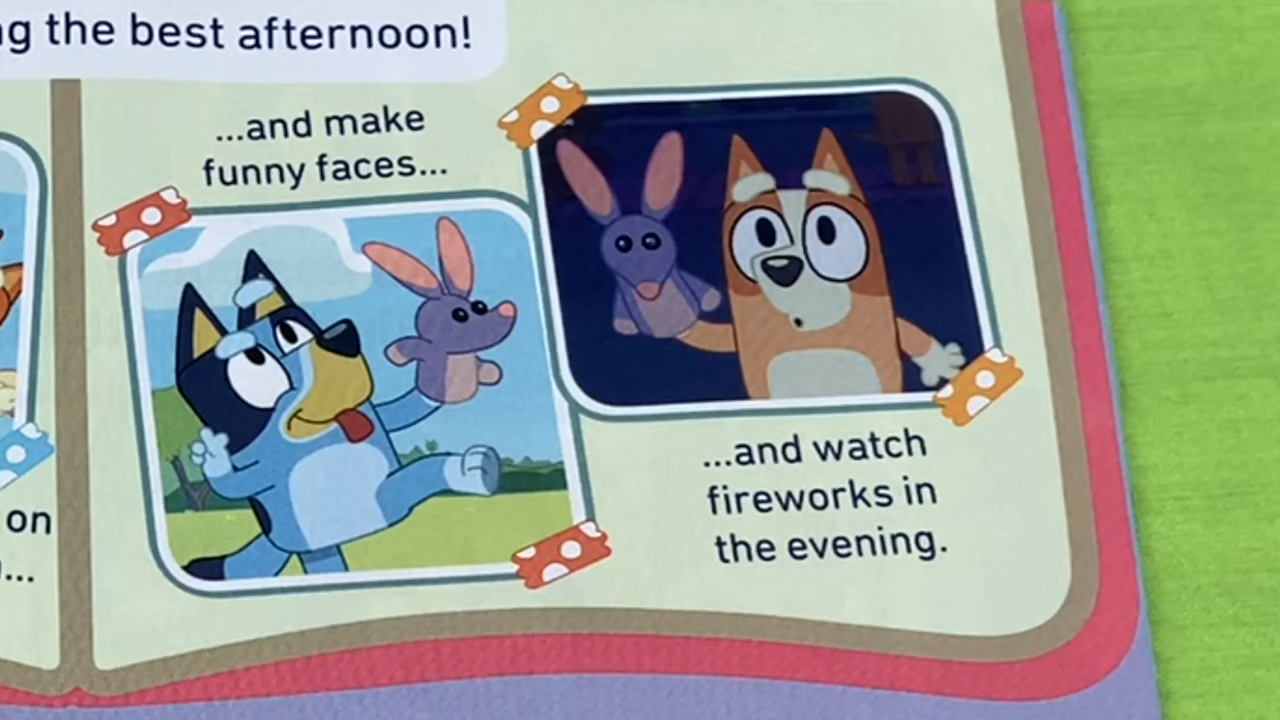 the best afternoon!
...and make
funny faces...
on
...
...and watch
fireworks in
the evening.